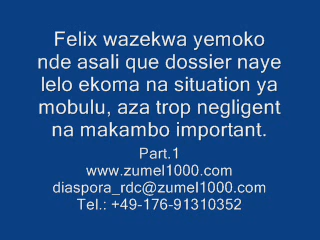 Felix wazekwa yemoko
nde asali que dossier naye
lelo ekoma na situation ya
mobulu, aza trop negligent
na makambo important.
Part.1
www.zumel1000.com
diaspora_rdc@zumel1000.com
Tel.: +49-176-91310352